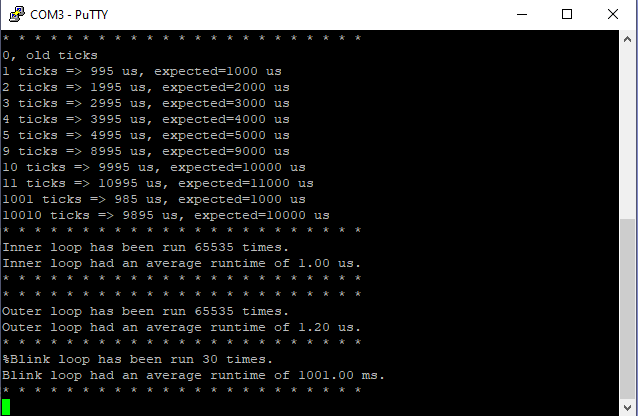 COM3 - PuTTY
* * * * * * * * * * * * * * * * * * * * * * *
0, old ticks
1 ticks => 995 us, expected=1000 us
2 ticks => 1995 us, expected=2000 us
3 ticks => 2995 us, expected=3000 us
4 ticks => 3995 us, expected=4000 us
5 ticks => 4995 us, expected=5000 us
9 ticks => 8995 us, expected=9000 us
10 ticks => 9995 us, expected=10000 us
11 ticks => 10995 us, expected=11000 us
1001 ticks => 985 us, expected=1000 us
10010 ticks => 9895 us, expected=10000 us
* * * * * * * * * * * * * * * * * * * * * * *
Inner loop has been run 65535 times.
Inner loop had an average runtime of 1.00 us.
* * * * * * * * * * * * * * * * * * * * * * *
* * * * * * * * * * * * * * * * * * * * * * *
Outer loop has been run 65535 times.
Outer loop had an average runtime of 1.20 us.
* * * * * * * * * * * * * * * * * * * * * * *
%Blink loop has been run 30 times.
Blink loop had an average runtime of 1001.00 ms.
* * * * * * * * * * * * * * * * * * * * * * *